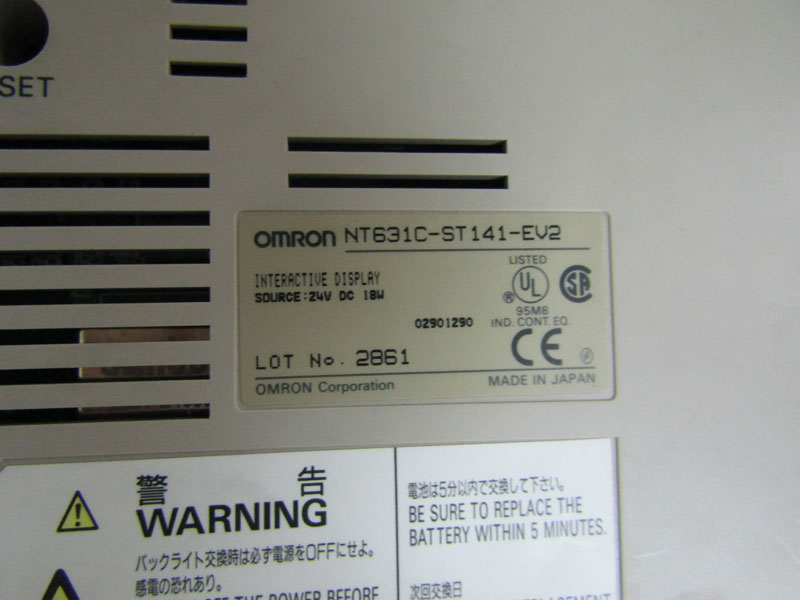 SET
OMRON NT631C-ST141-EV2
INTERACTIVE DISPLAY
SOURCE:24V DC 18W
LISTED
UL
®
SA
95M8
02901290
IND. CONT. EQ.
CE
LOT No. 2861
OMRON Corporation
MADE IN JAPAN
警告
WARNING
バックライト交換時は必ず電源をOFFにせよ。
感電の恐れあり。
THE POWER BEFORE
電池は5分以内で交換して下さい。
BE SURE TO REPLACE THE
BATTERY WITHIN 5 MINUTES.
次回交換日